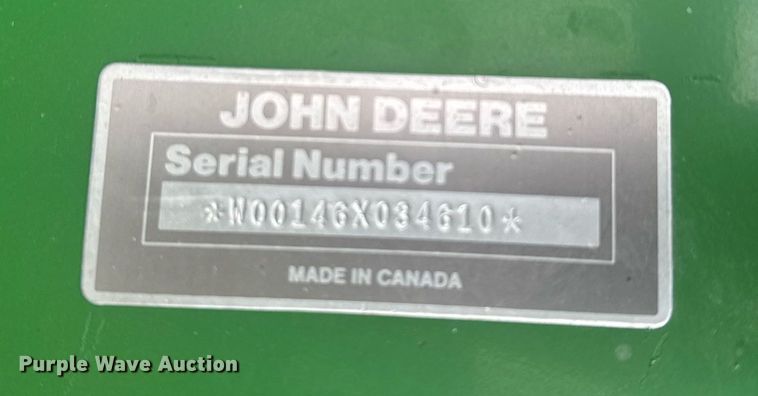 JOHN DEERE
Serial Number
*W00146X034610*
MADE IN CANADA
Purple Wave Auction